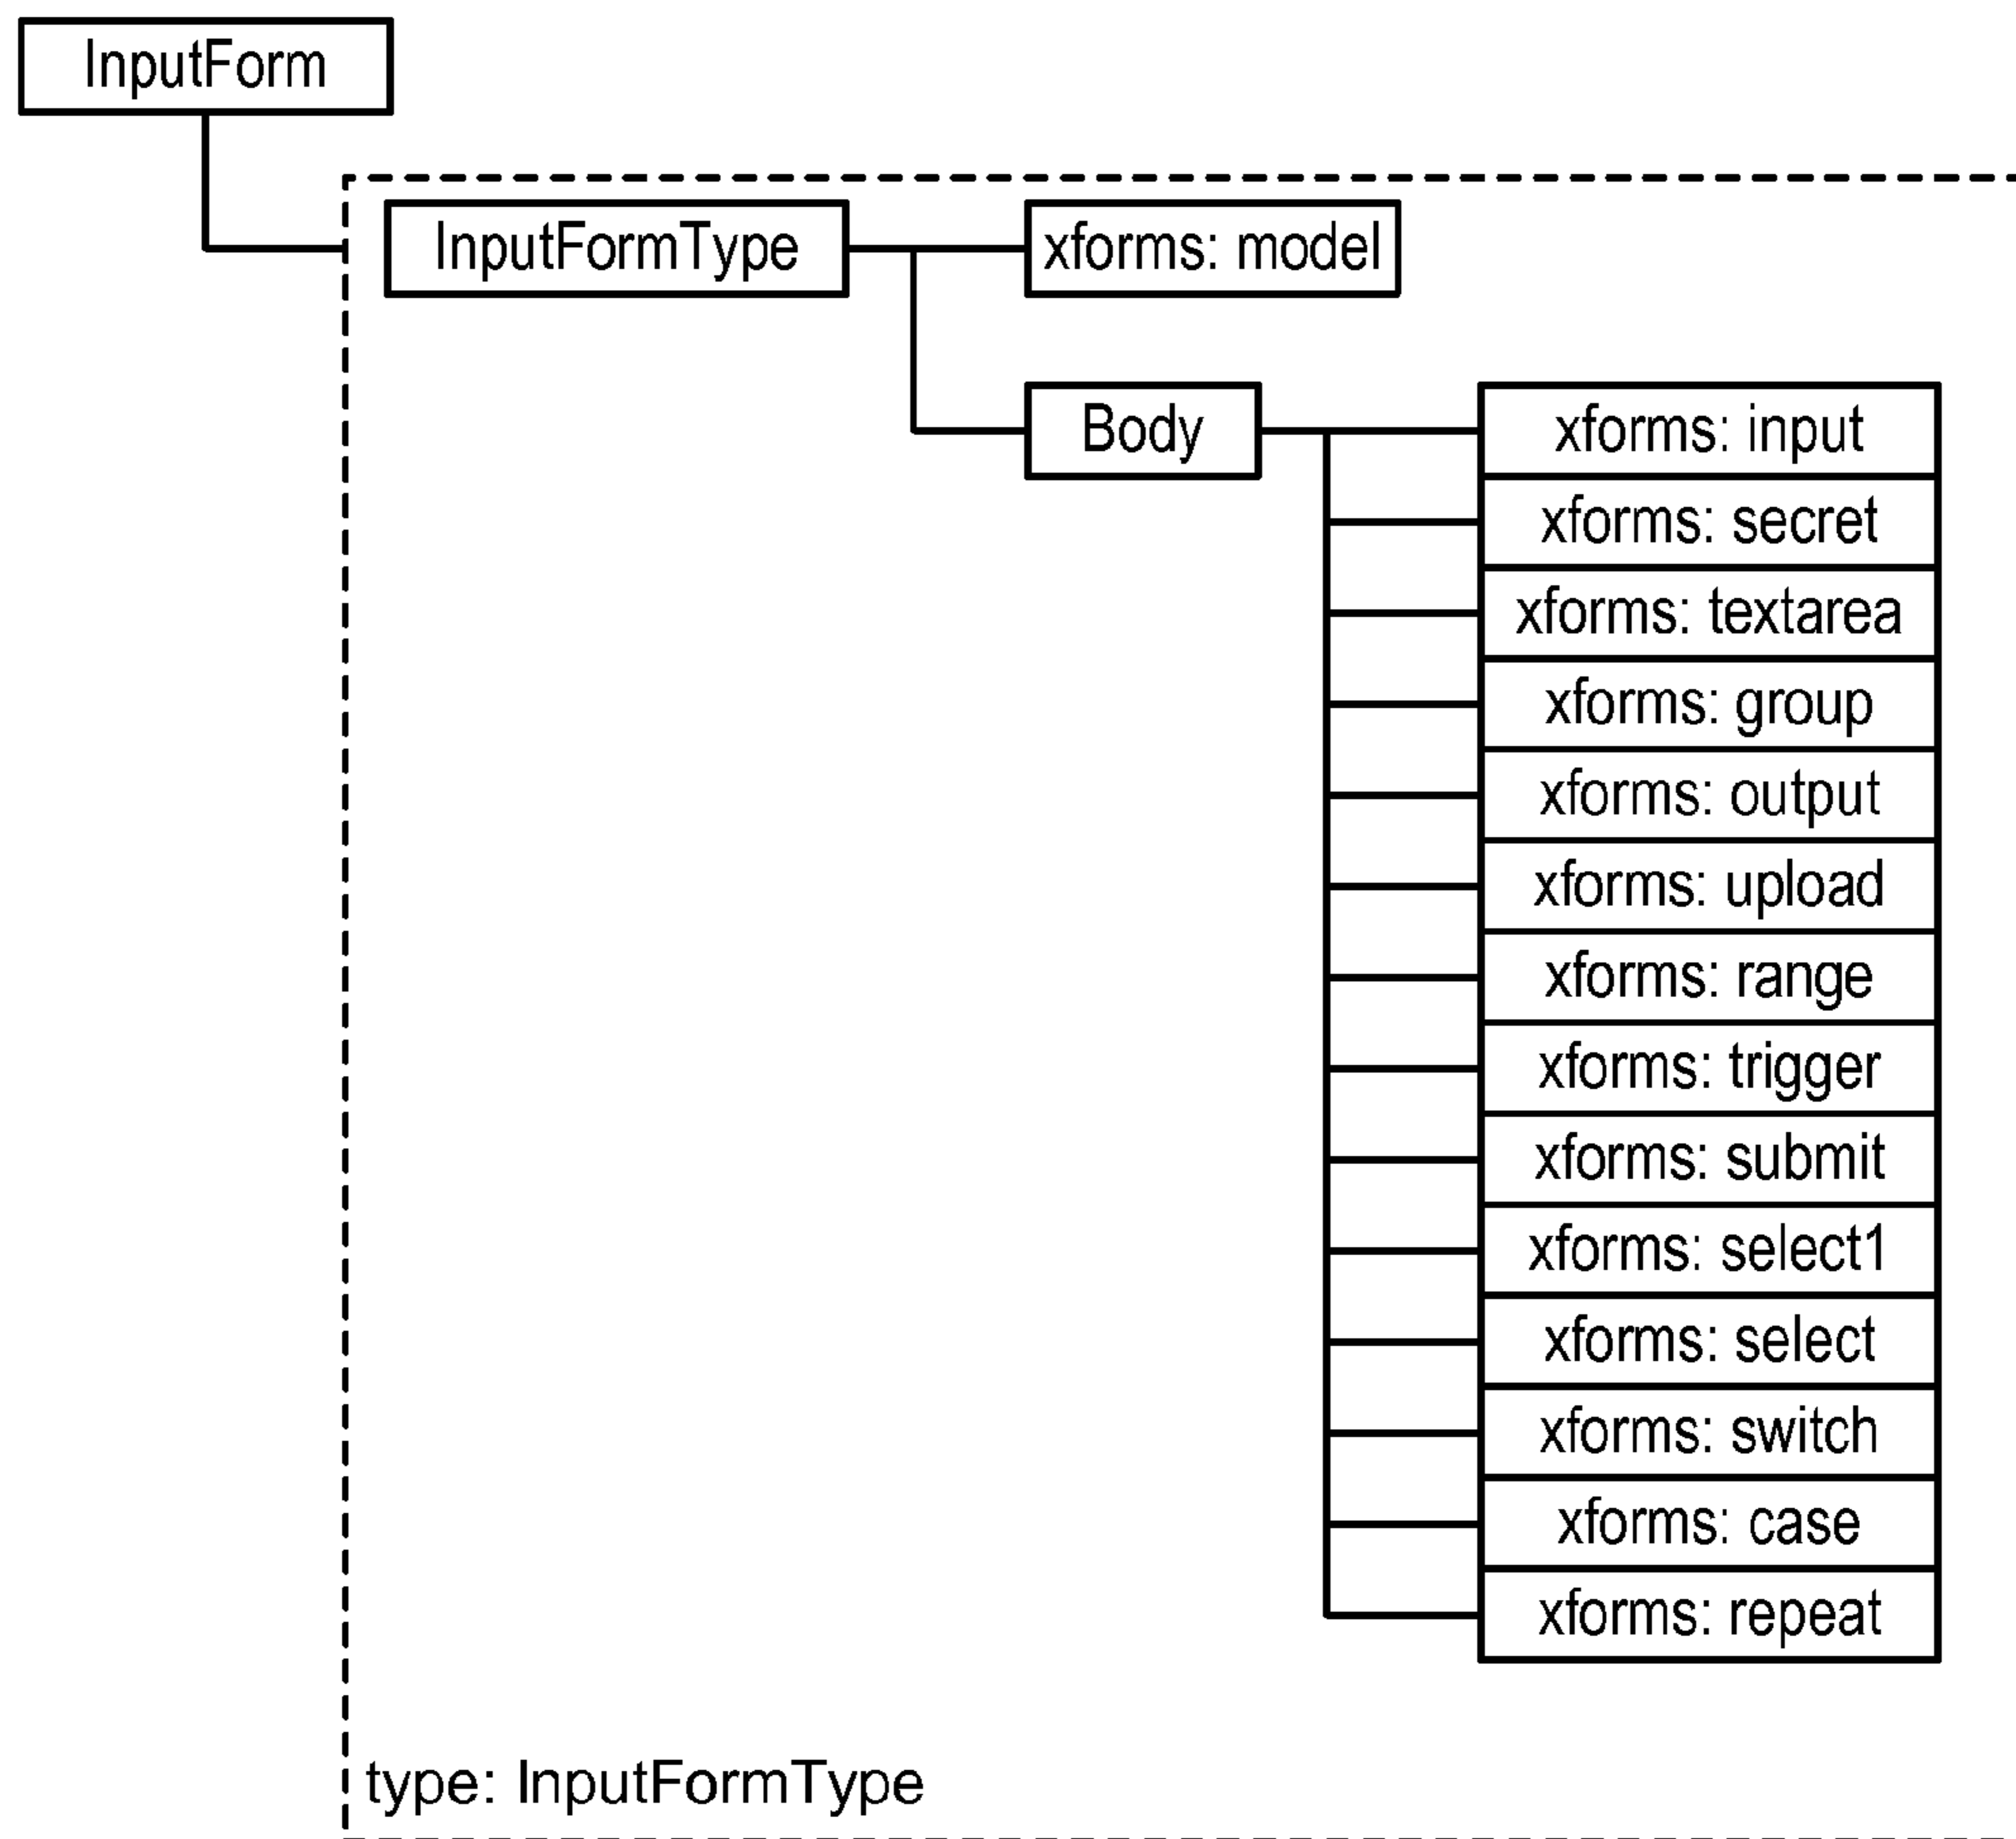 InputForm
InputFormType
xforms: model
Body
xforms: input
xforms: secret
xforms: textarea
xforms: group
xforms: output
xforms: upload
xforms: range
xforms: trigger
xforms: submit
xforms: select1
xforms: select
xforms: switch
xforms: case
xforms: repeat
type: InputFormType